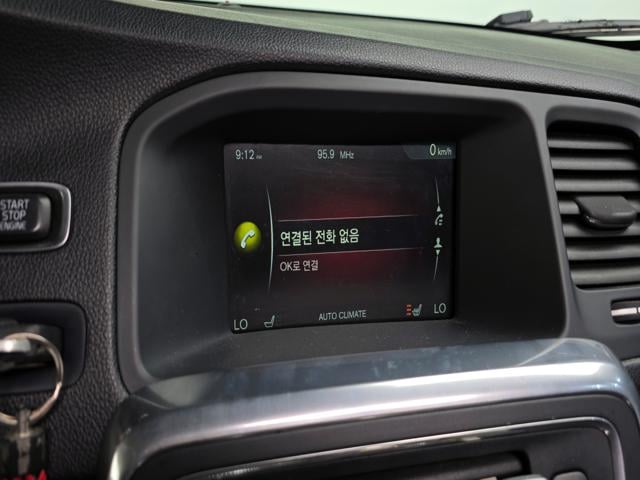 9:12 AM 95.9 MHz 0 km/h
START
STOP
ENGINE
연결된 전화 없음
OK로 연결
LO AUTO CLIMATE LO